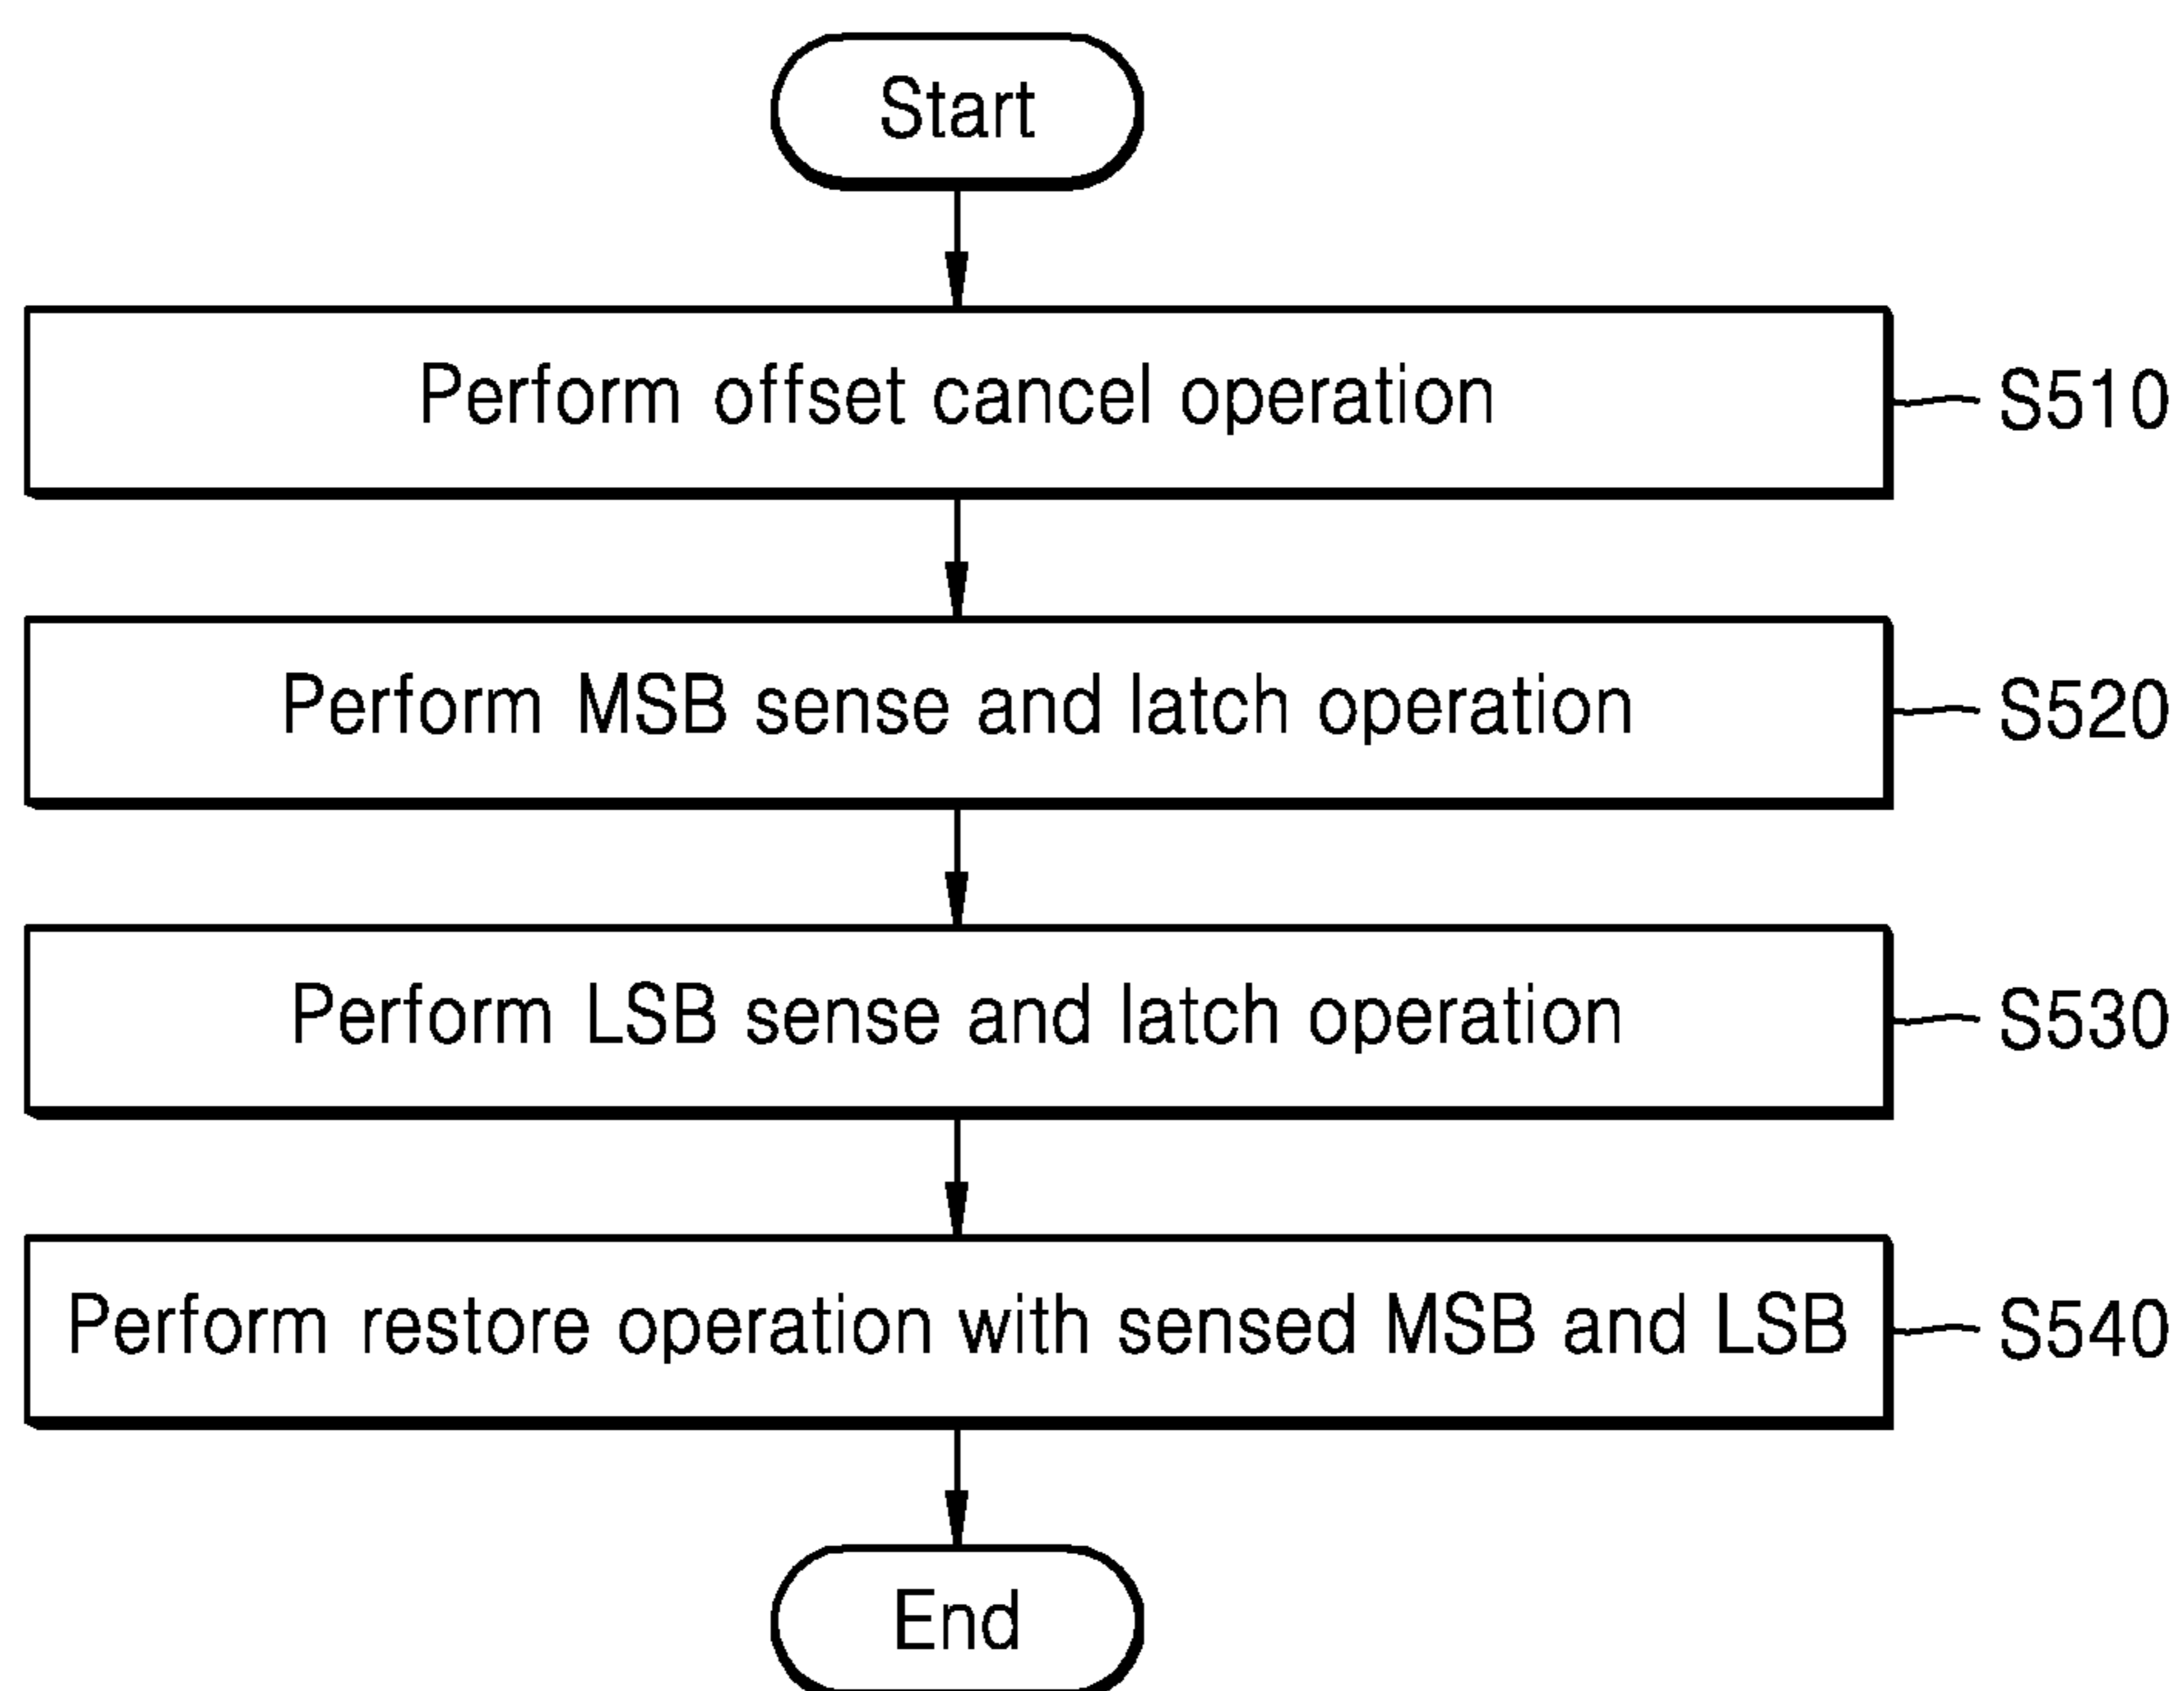 Start
Perform offset cancel operation
S510
Perform MSB sense and latch operation
S520
Perform LSB sense and latch operation
S530
Perform restore operation with sensed MSB and LSB
S540
End